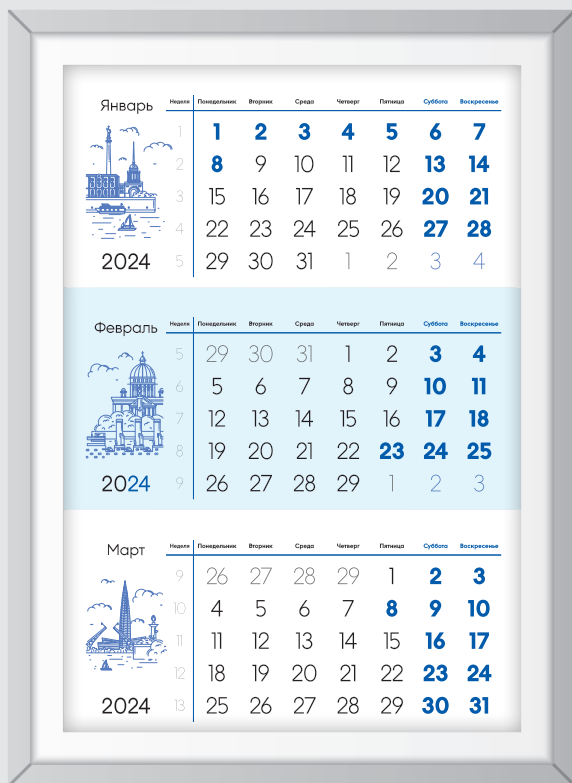 Январь Неделя Понедельник Вторник Среда Четверг Пятница Суббота Воскресенье
1 1 2 3 4 5 6 7
2 8 9 10 11 12 13 14
3 15 16 17 18 19 20 21
4 22 23 24 25 26 27 28
2024 5 29 30 31 1 2 3 4
Февраль Неделя Понедельник Вторник Среда Четверг Пятница Суббота Воскресенье
5 29 30 31 1 2 3 4
6 5 6 7 8 9 10 11
7 12 13 14 15 16 17 18
8 19 20 21 22 23 24 25
2024 9 26 27 28 29 1 2 3
Март Неделя Понедельник Вторник Среда Четверг Пятница Суббота Воскресенье
9 26 27 28 29 1 2 3
10 4 5 6 7 8 9 10
11 11 12 13 14 15 16 17
12 18 19 20 21 22 23 24
2024 13 25 26 27 28 29 30 31